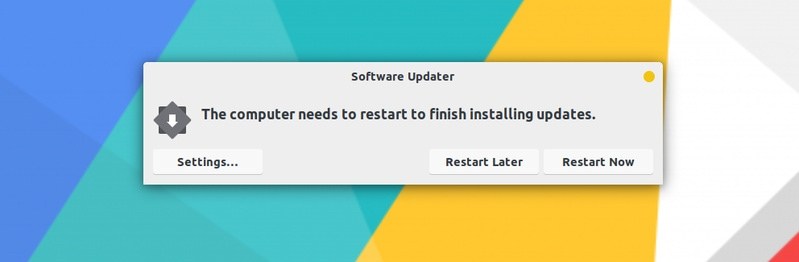 Software Updater
The computer needs to restart to finish installing updates.
Settings...
Restart Later
Restart Now